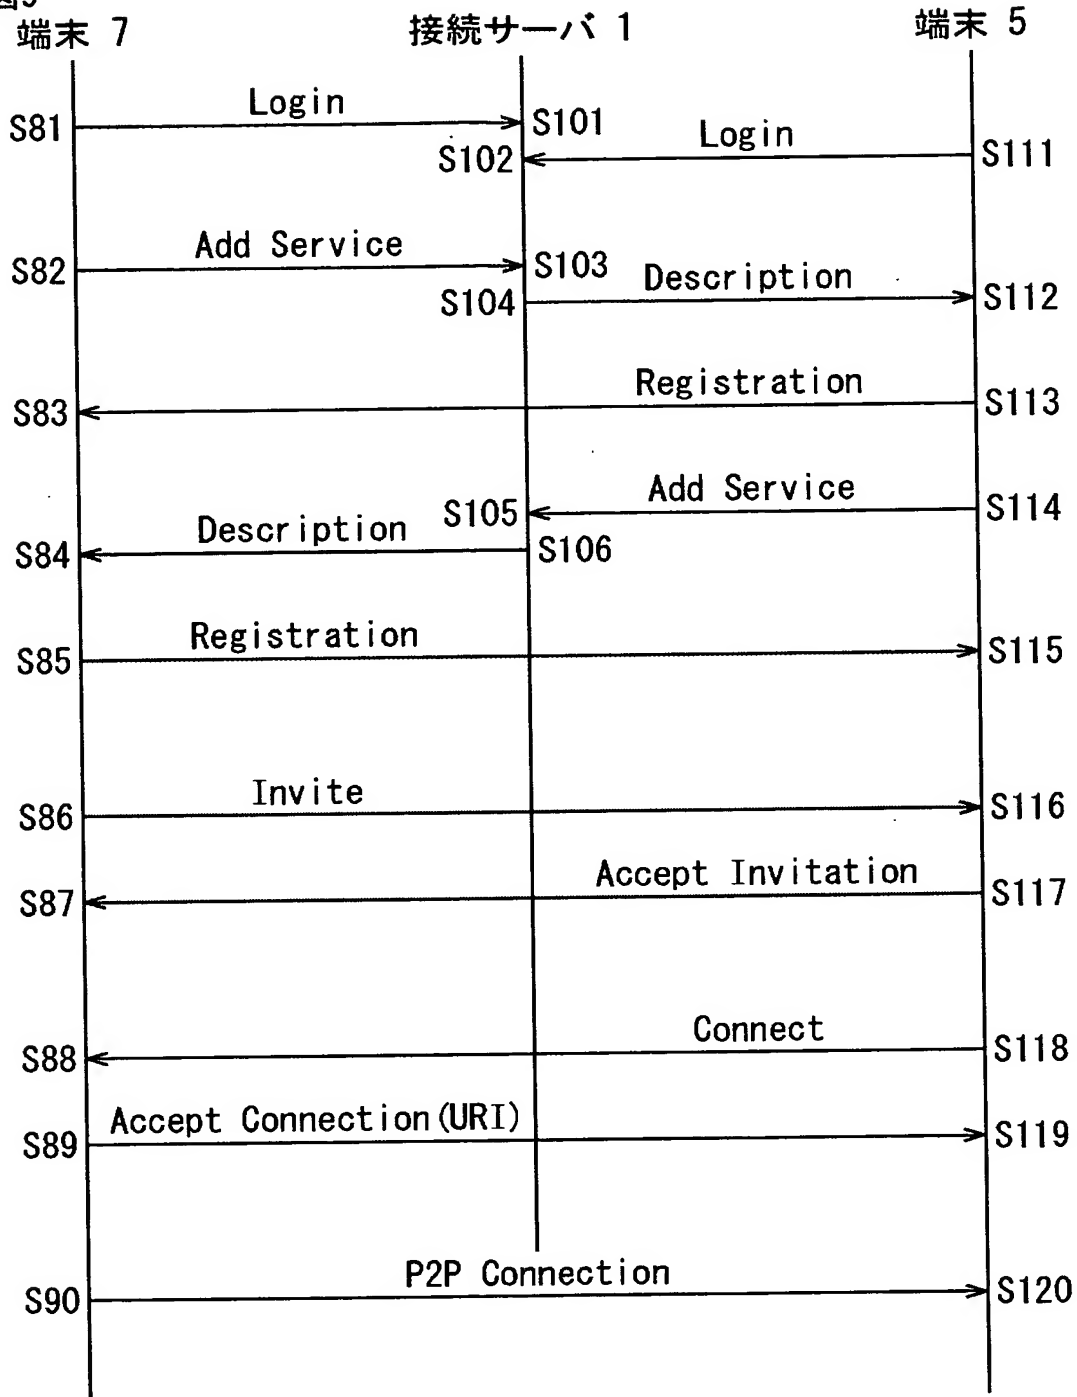 端末 7 接続サーバ 1 端末 5
Login
S81 S101
Login
S102 S111
Add Service
S82 S103
Description
S104 S112
Registration
S83 S113
Add Service
S105 S114
Description
S84 S106
Registration
S85 S115
Invite
S86 S116
Accept Invitation
S87 S117
Connect
S88 S118
Accept Connection(URI)
S89 S119
P2P Connection
S90 S120